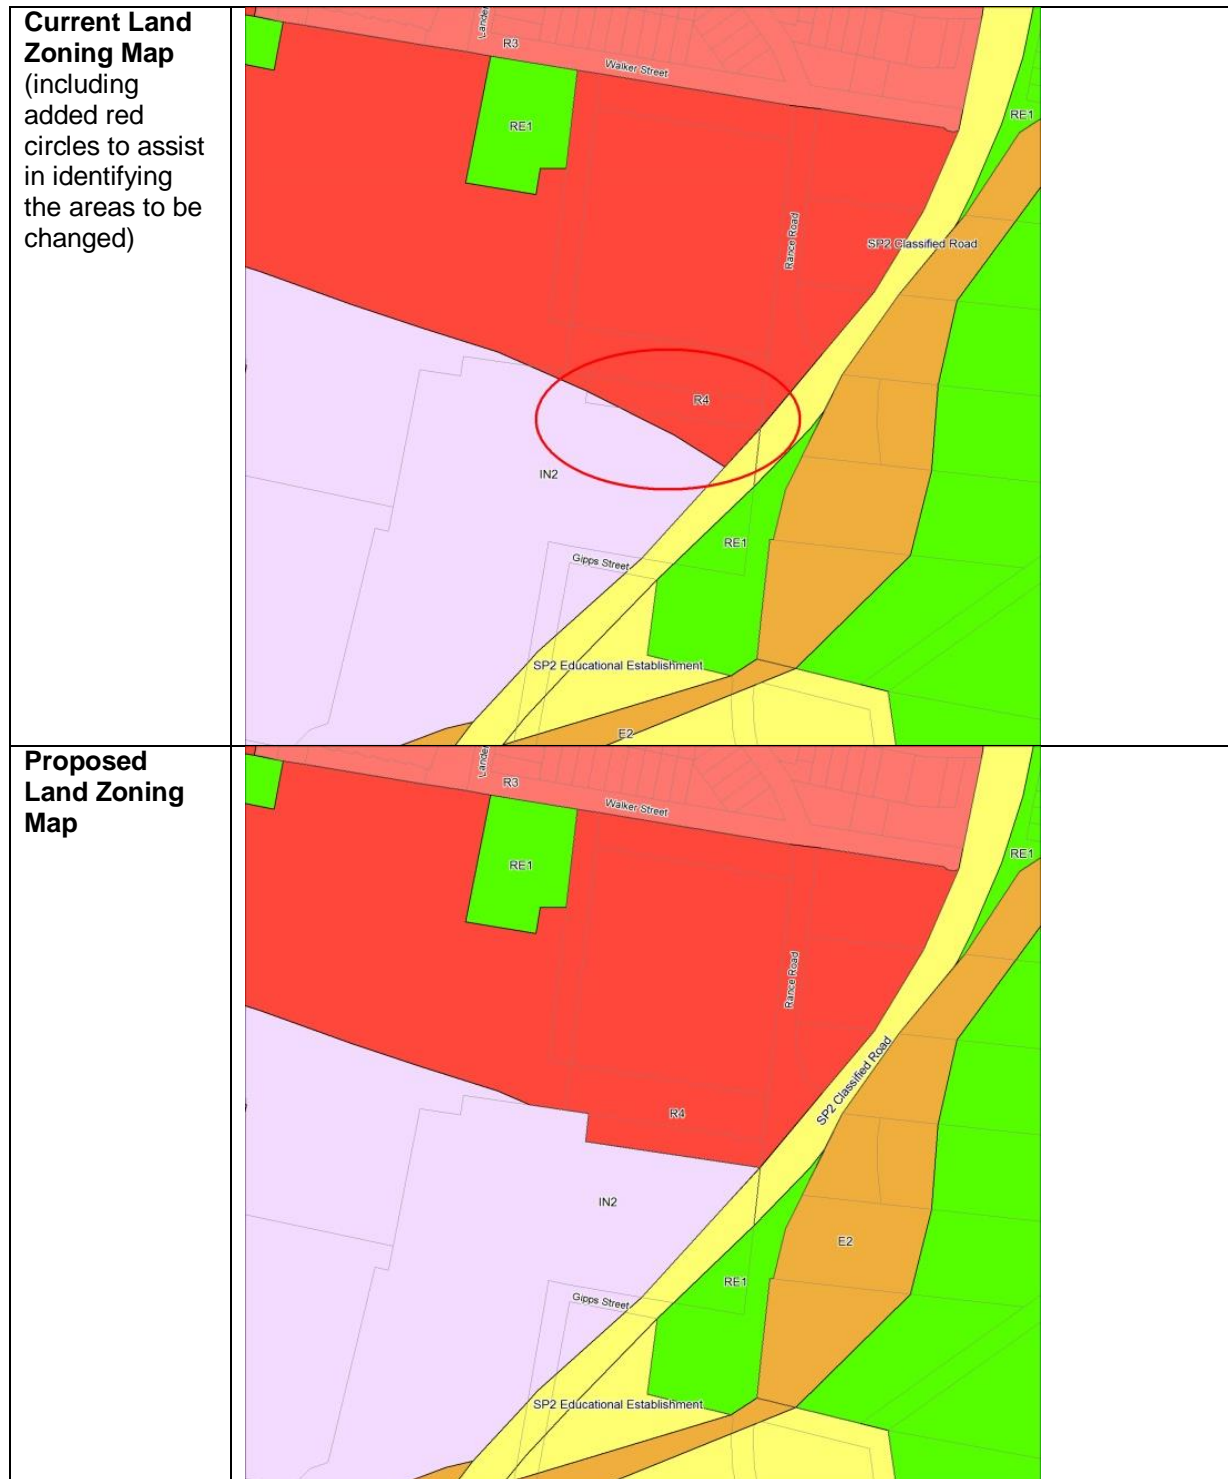 Current Land
Zoning Map
(including
added red
circles to assist
in identifying
the areas to be
changed)
Lander
R3
Walker Street
RE1
RE1
Rance Road
SP2 Classified Road
R4
IN2
RE1
Gipps Street
SP2 Educational Establishment
E2
Proposed
Land Zoning
Map
Lander
R3
Walker Street
RE1
RE1
Rance Road
SP2 Classified Road
R4
IN2
E2
RE1
Gipps Street
SP2 Educational Establishment